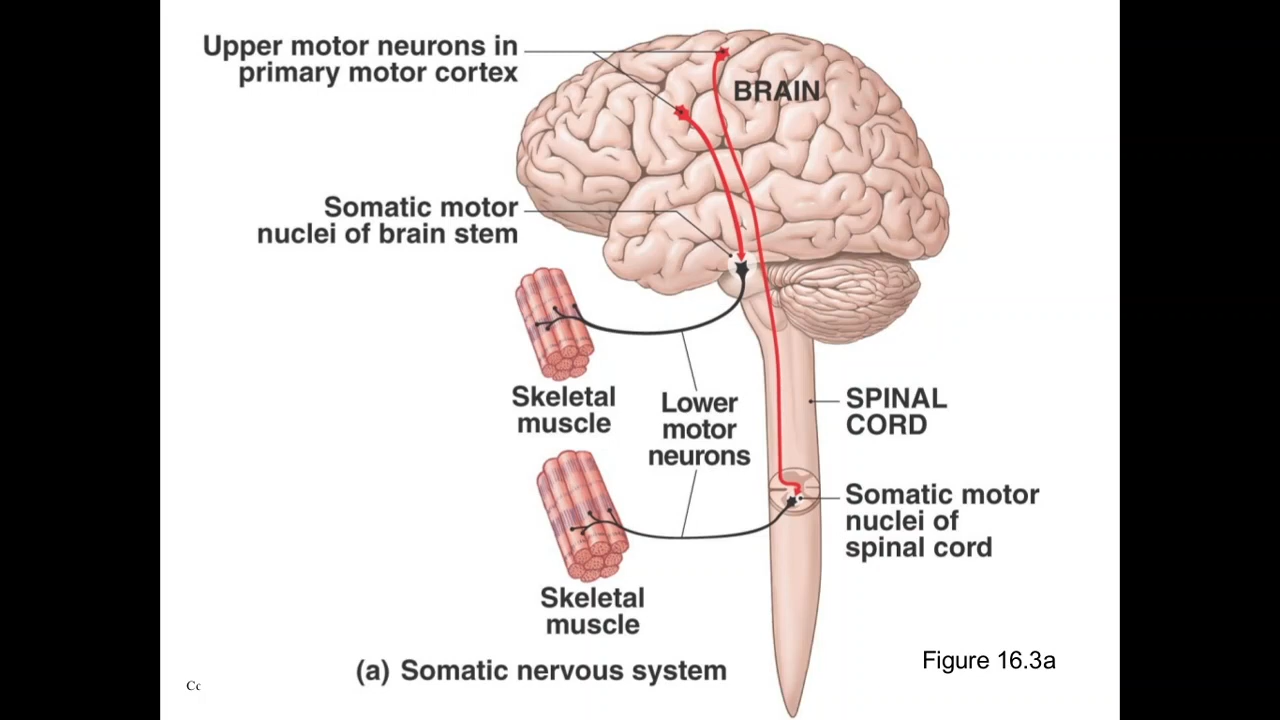 Upper motor neurons in
primary motor cortex
BRAIN
Somatic motor
nuclei of brain stem
Skeletal
muscle
Lower
motor
neurons
SPINAL
CORD
Somatic motor
nuclei of
spinal cord
Skeletal
muscle
(a) Somatic nervous system
Figure 16.3a